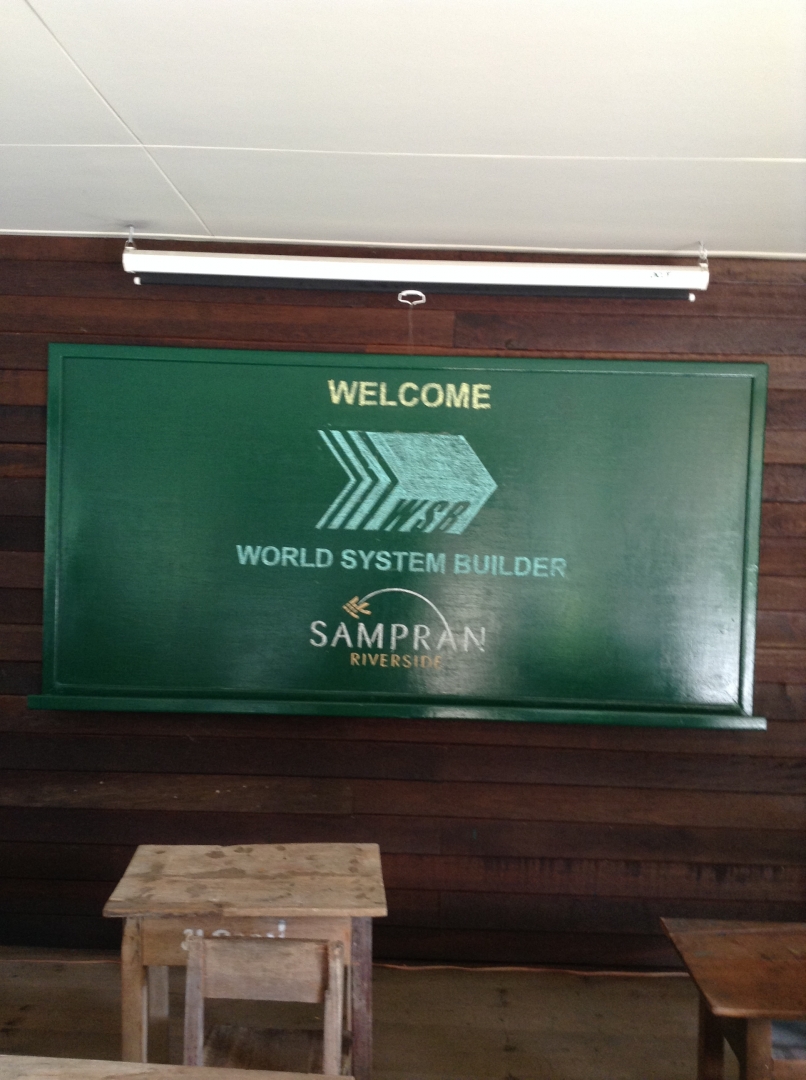 WELCOME
WSB
WORLD SYSTEM BUILDER
SAMPRAN
RIVERSIDE